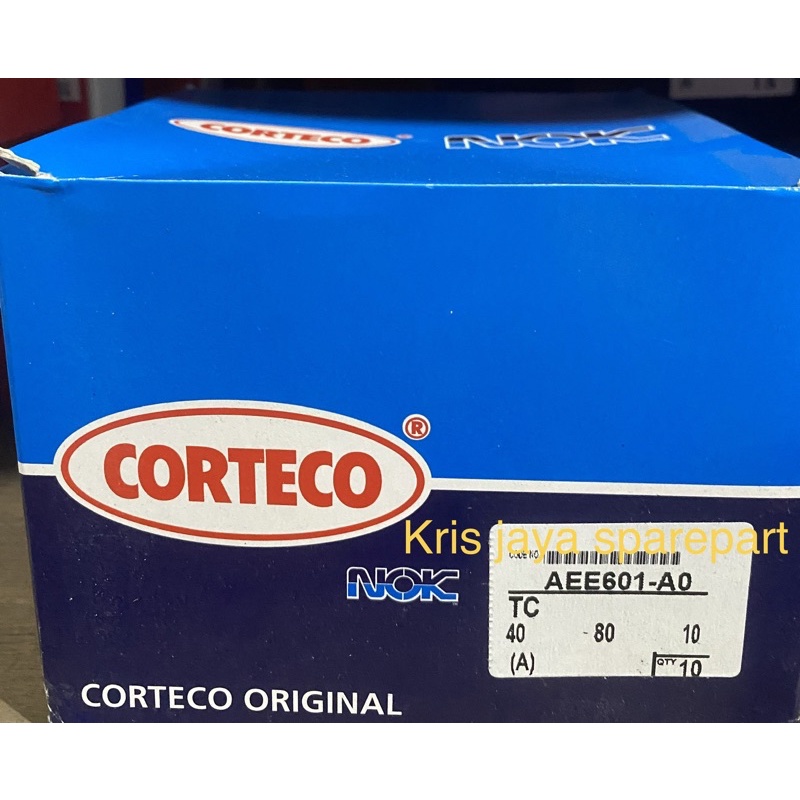 CORTECO NOK
CORTECO®
Kris jaya sparepart
CODE NO.
NOK
AEE601-A0
TC
40 80 10
(A) QTY 10
CORTECO ORIGINAL